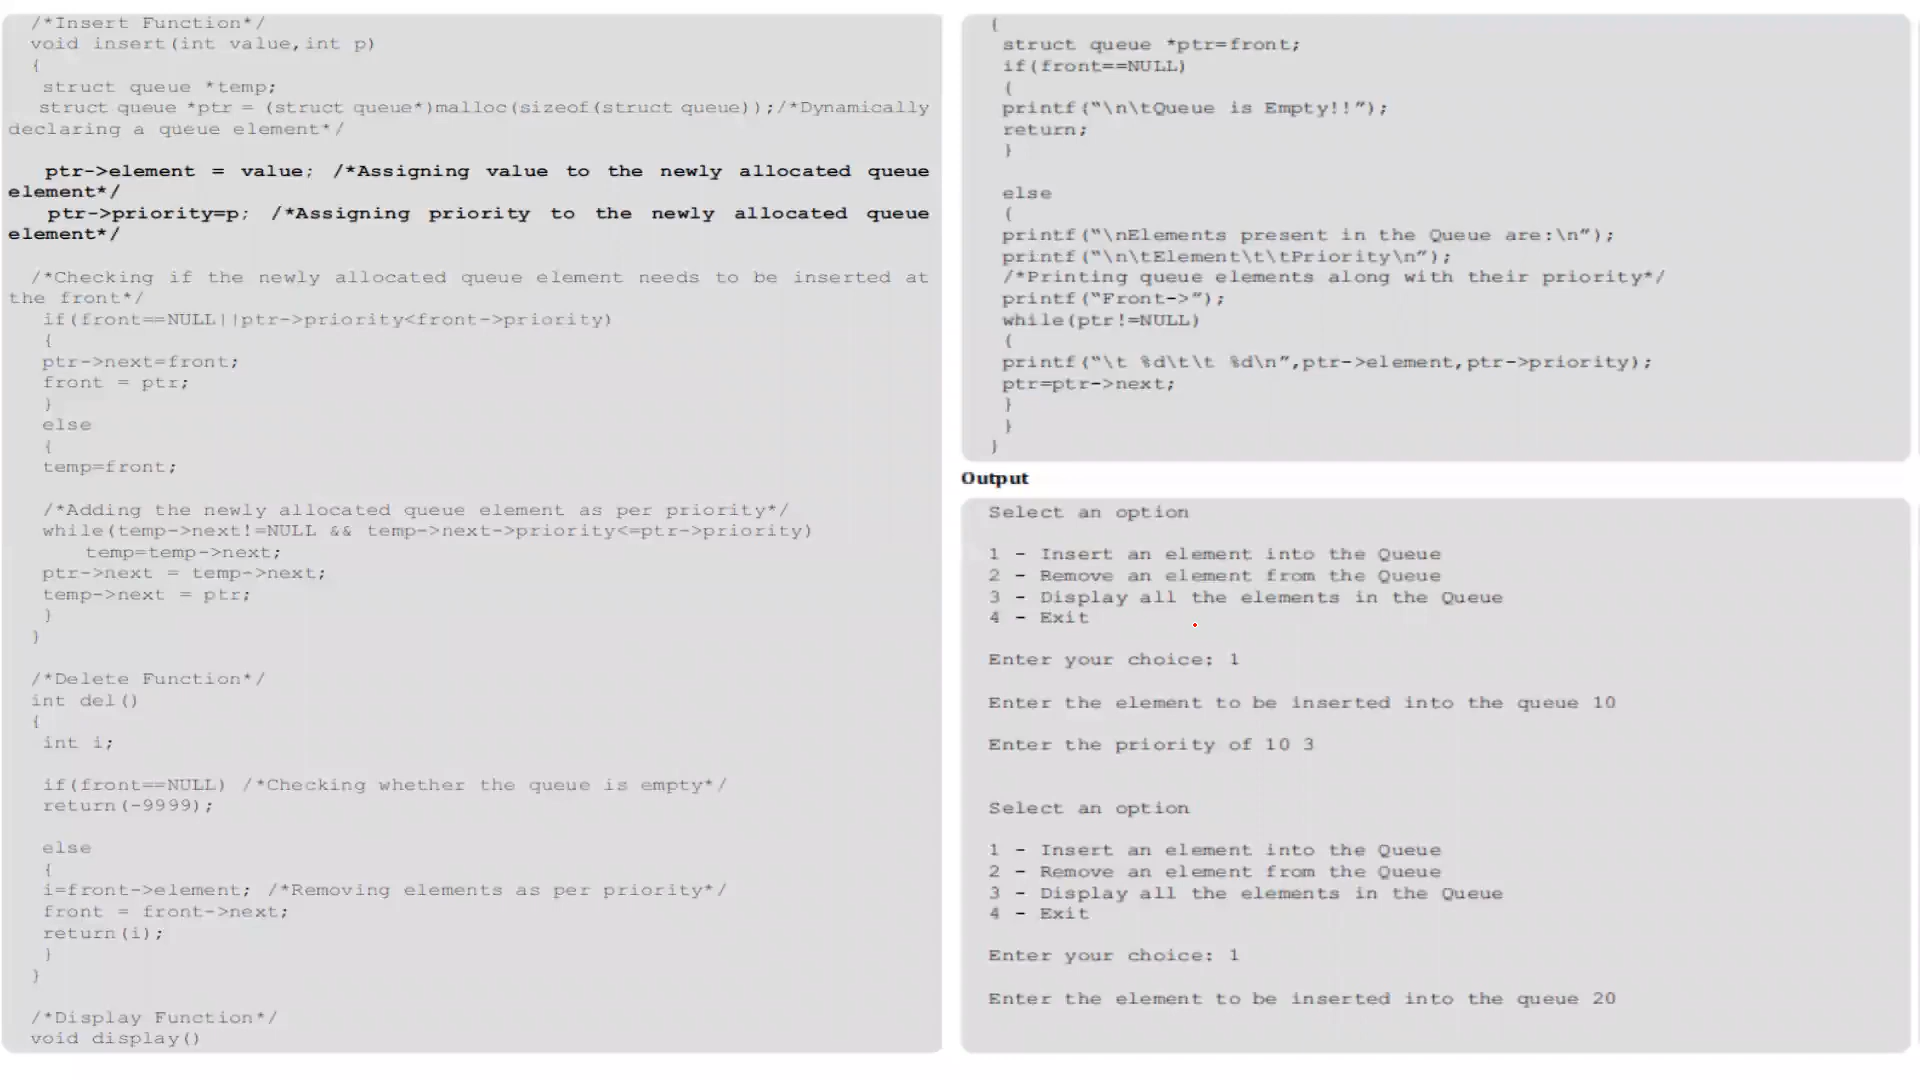 /*Insert Function*/
void insert(int value,int p)
{
struct queue *temp;
struct queue *ptr = (struct queue*)malloc(sizeof(struct queue));/*Dynamically
declaring a queue element*/
ptr->element = value; /*Assigning value to the newly allocated queue
element*/
ptr->priority=p; /*Assigning priority to the newly allocated queue
element*/
/*Checking if the newly allocated queue element needs to be inserted at
the front*/
if(front==NULL||ptr->priority<front->priority)
{
ptr->next=front;
front = ptr;
}
else
{
temp=front;
/*Adding the newly allocated queue element as per priority*/
while(temp->next!=NULL && temp->next->priority<=ptr->priority)
temp=temp->next;
ptr->next = temp->next;
temp->next = ptr;
}
}
/*Delete Function*/
int del()
{
int i;
if(front==NULL) /*Checking whether the queue is empty*/
return(-9999);
else
{
i=front->element; /*Removing elements as per priority*/
front = front->next;
return(i);
}
}
/*Display Function*/
void display()
{
struct queue *ptr=front;
if(front==NULL)
{
printf(“\n\tQueue is Empty!!”);
return;
}
else
{
printf(“\nElements present in the Queue are:\n”);
printf(“\n\tElement\t\tPriority\n”);
/*Printing queue elements along with their priority*/
printf(“Front->”);
while(ptr!=NULL)
{
printf(“\t %d\t\t %d\n”,ptr->element,ptr->priority);
ptr=ptr->next;
}
}
}
Output
Select an option
1 - Insert an element into the Queue
2 - Remove an element from the Queue
3 - Display all the elements in the Queue
4 - Exit
Enter your choice: 1
Enter the element to be inserted into the queue 10
Enter the priority of 10 3
Select an option
1 - Insert an element into the Queue
2 - Remove an element from the Queue
3 - Display all the elements in the Queue
4 - Exit
Enter your choice: 1
Enter the element to be inserted into the queue 20